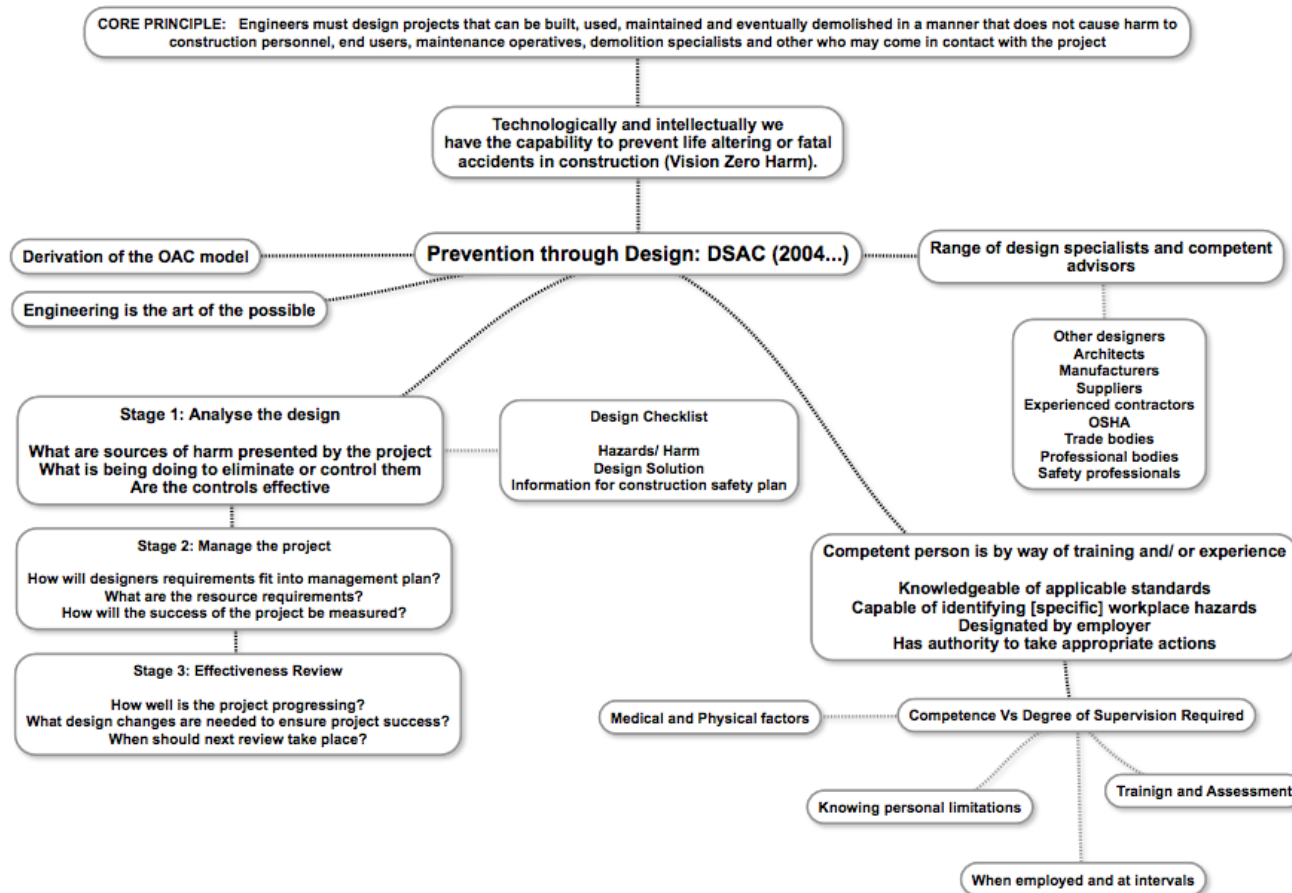 CORE PRINCIPLE: Engineers must design projects that can be built, used, maintained and eventually demolished in a manner that does not cause harm to
construction personnel, end users, maintenance operatives, demolition specialists and other who may come in contact with the project
Technologically and intellectually we
have the capability to prevent life altering or fatal
accidents in construction (Vision Zero Harm).
Derivation of the OAC model
Prevention through Design: DSAC (2004...)
Range of design specialists and competent
advisors
Engineering is the art of the possible
Other designers
Architects
Manufacturers
Suppliers
Experienced contractors
OSHA
Trade bodies
Professional bodies
Safety professionals
Stage 1: Analyse the design
What are sources of harm presented by the project
What is being doing to eliminate or control them
Are the controls effective
Design Checklist
Hazards/ Harm
Design Solution
Information for construction safety plan
Stage 2: Manage the project
How will designers requirements fit into management plan?
What are the resource requirements?
How will the success of the project be measured?
Competent person is by way of training and/ or experience
Knowledgeable of applicable standards
Capable of identifying [specific] workplace hazards
Designated by employer
Has authority to take appropriate actions
Stage 3: Effectiveness Review
How well is the project progressing?
What design changes are needed to ensure project success?
When should next review take place?
Medical and Physical factors
Competence Vs Degree of Supervision Required
Knowing personal limitations
Trainign and Assessment
When employed and at intervals